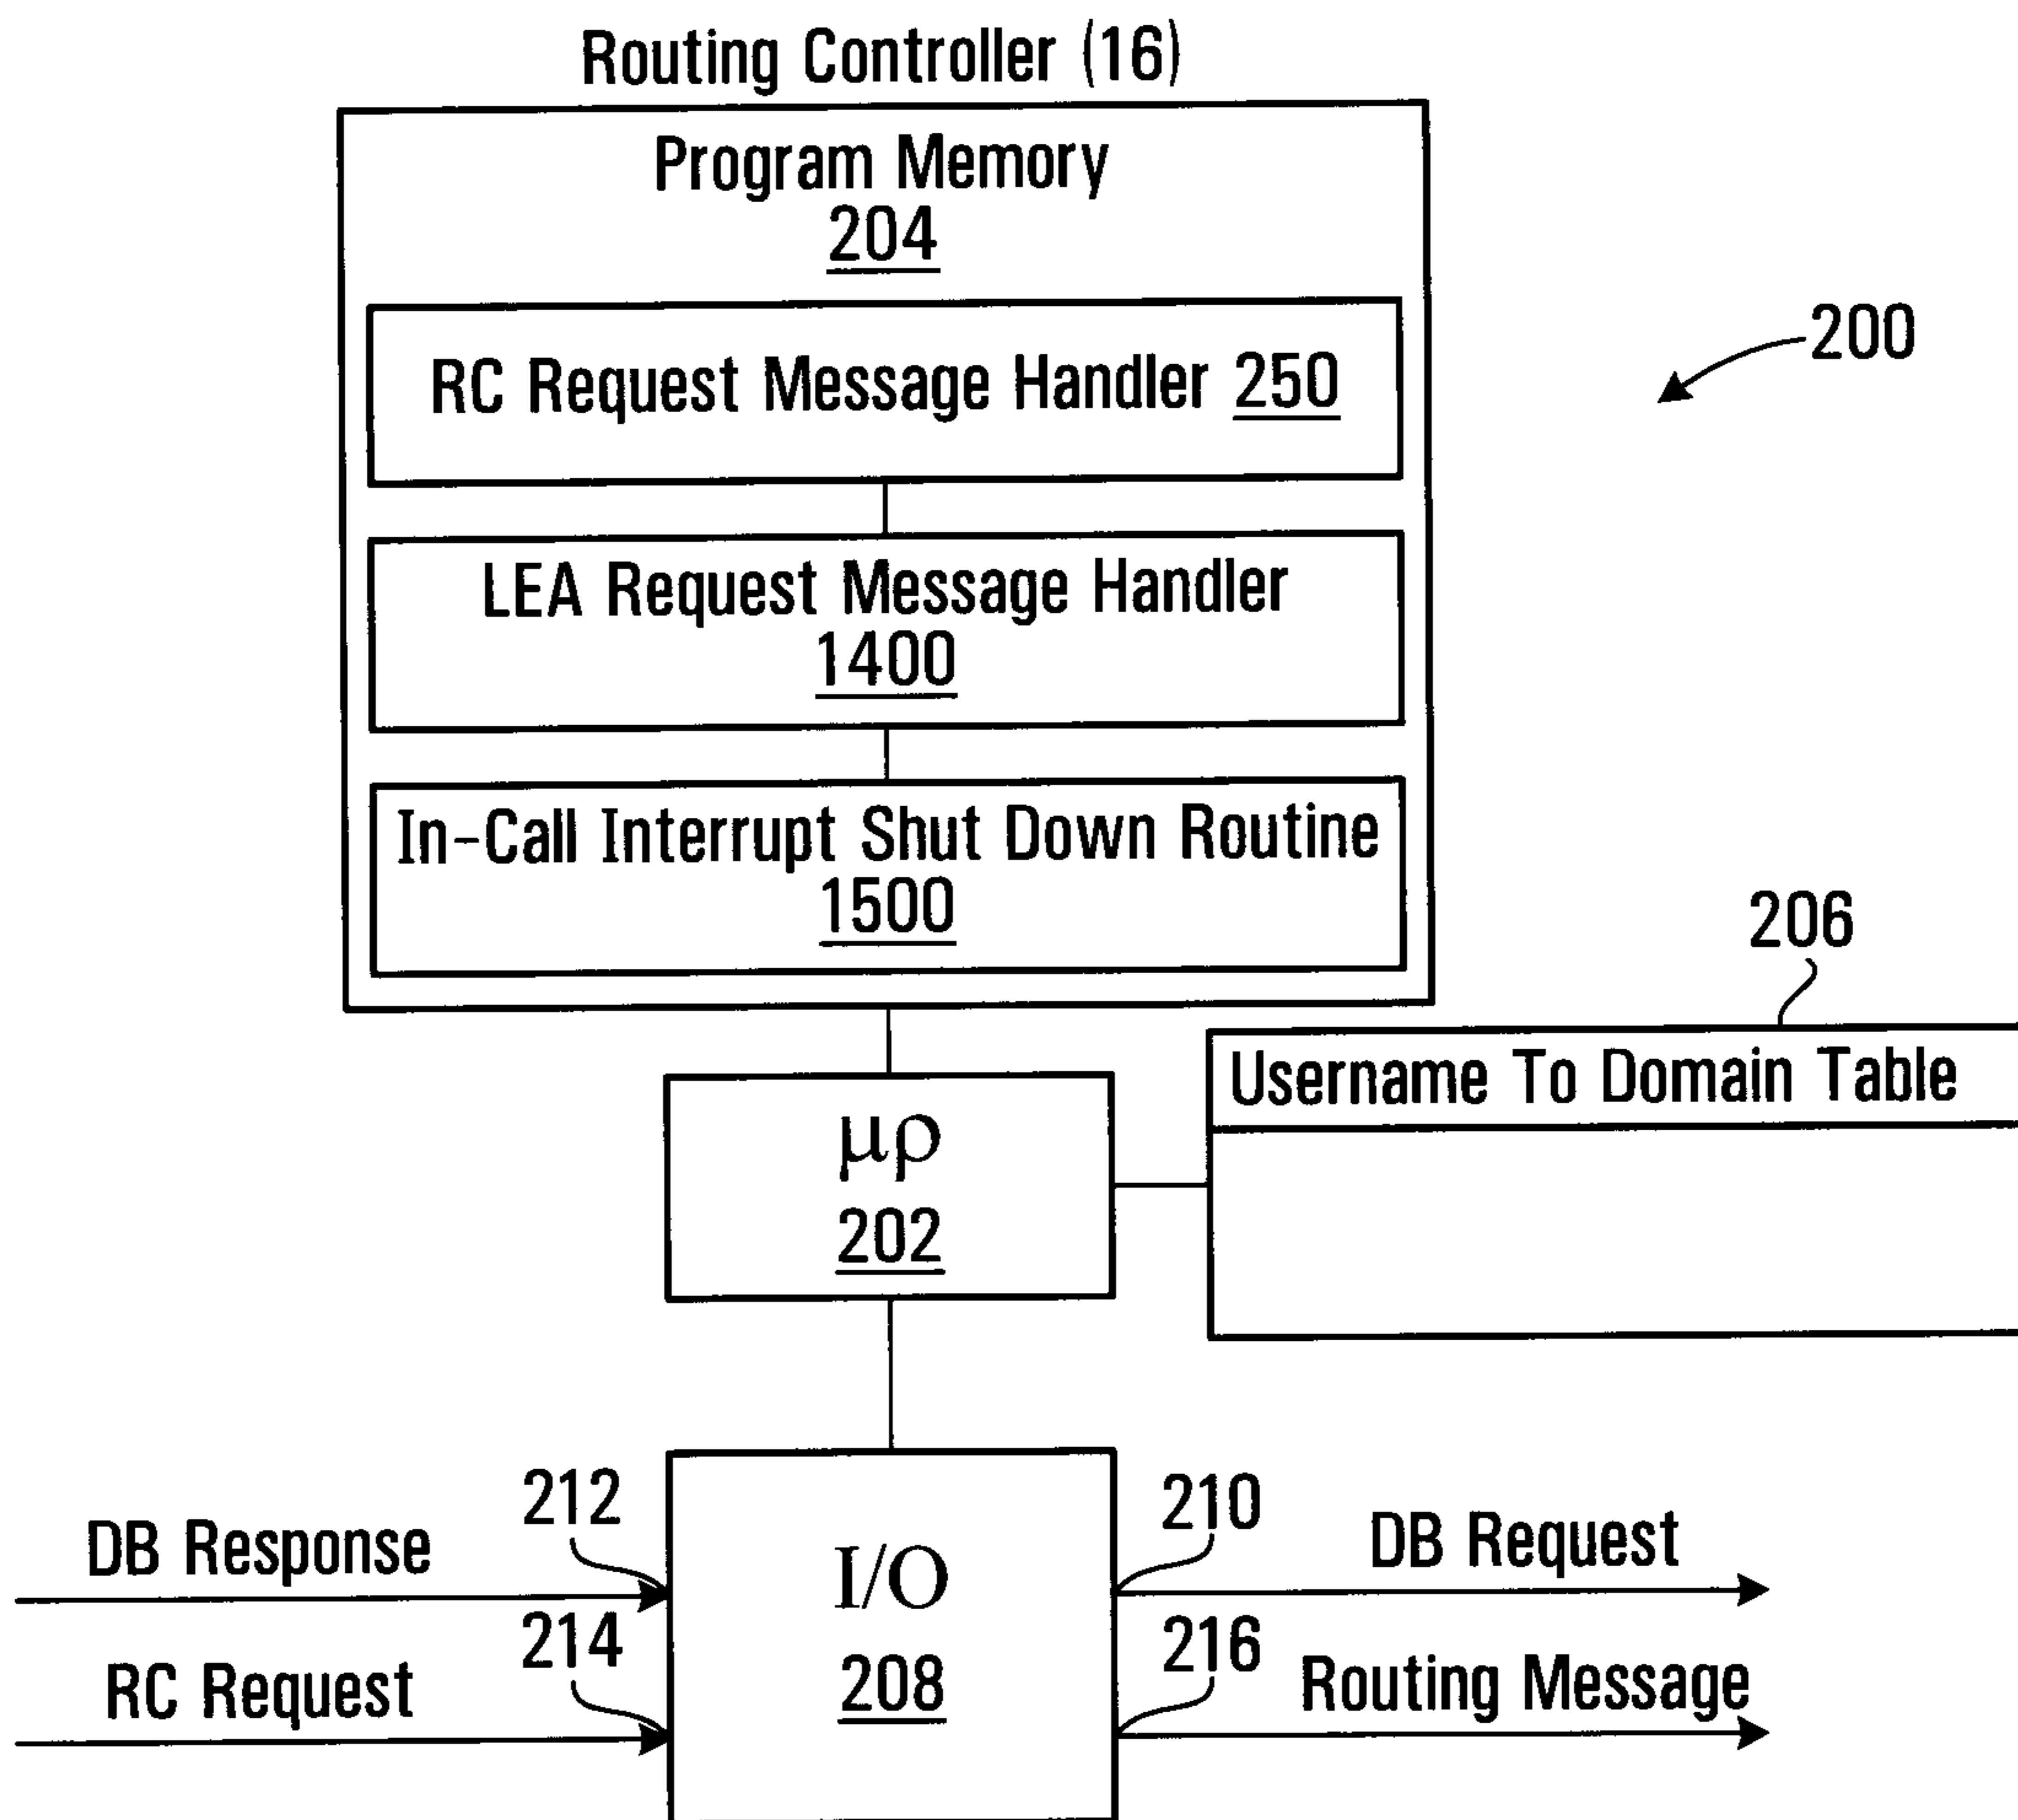 Routing Controller (16)
Program Memory
204
RC Request Message Handler 250
200
LEA Request Message Handler
1400
In-Call Interrupt Shut Down Routine
1500
206
Username To Domain Table
μρ
202
212
210
DB Response
I/O
DB Request
214
216
RC Request
208
Routing Message